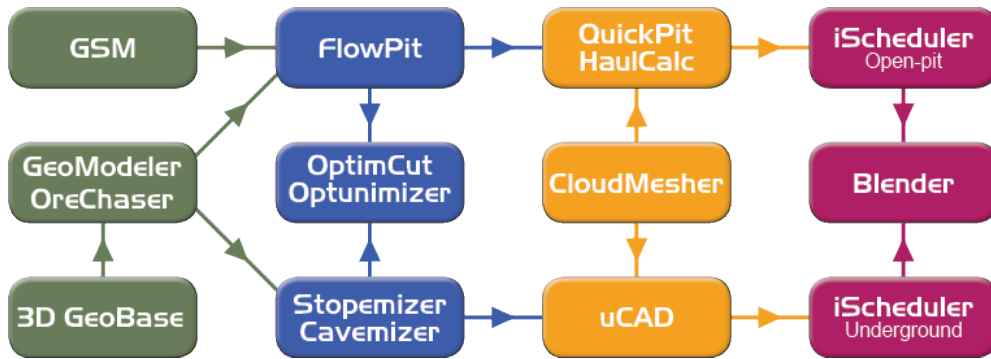 GSM
FlowPit
QuickPit
HaulCalc
iScheduler
Open-pit
GeoModeler
OreChaser
OptimCut
Optunimizer
CloudMesher
Blender
3D GeoBase
Stopemizer
Cavemizer
uCAD
iScheduler
Underground